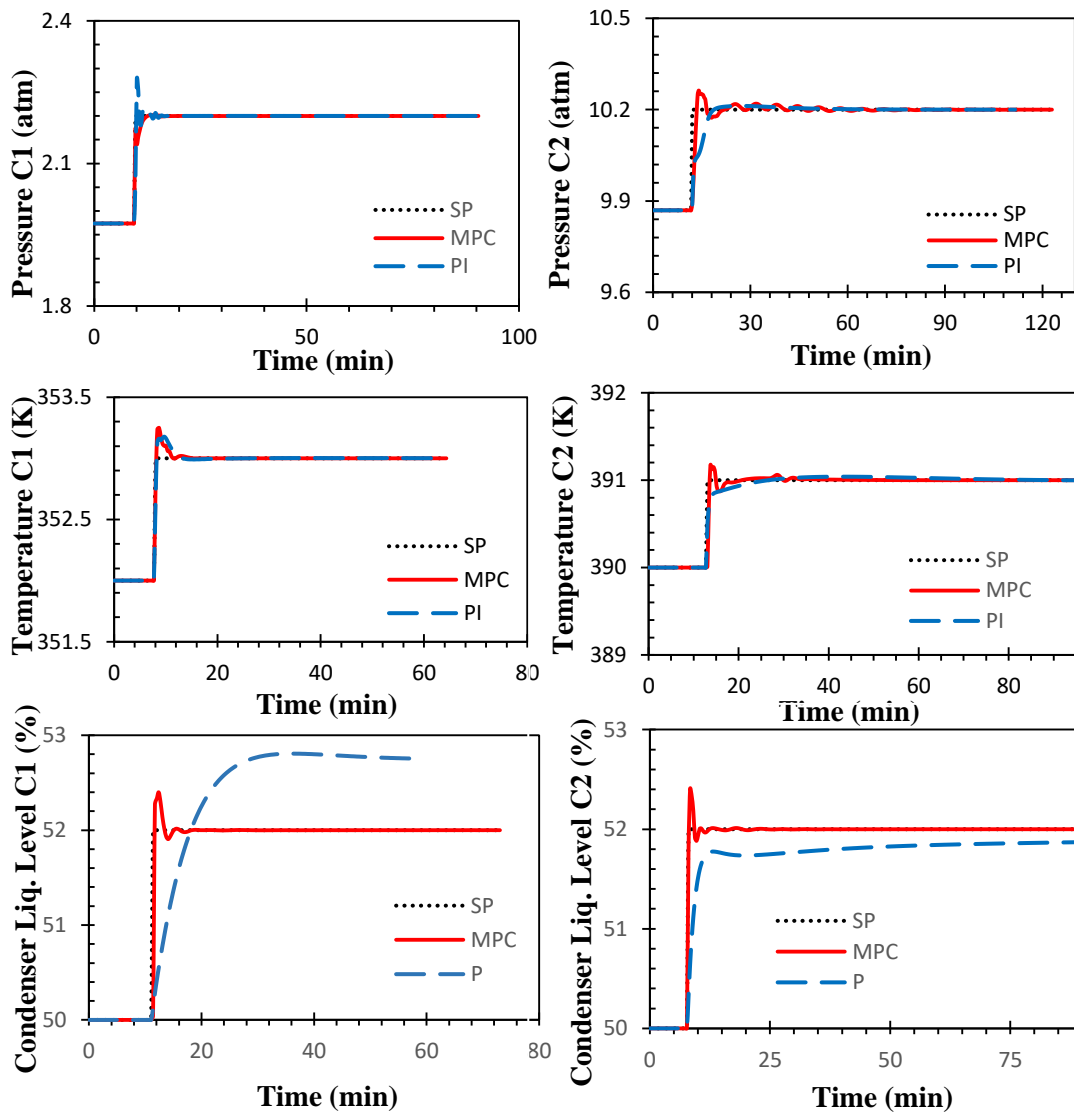 Pressure C1 (atm)
2.4
2.1
1.8
SP
MPC
PI
0
50
100
Time (min)
Pressure C2 (atm)
10.5
10.2
9.9
9.6
SP
MPC
PI
0
30
60
90
120
Time (min)
Temperature C1 (K)
353.5
352.5
351.5
SP
MPC
PI
0
20
40
60
80
Time (min)
Temperature C2 (K)
392
391
390
389
SP
MPC
PI
0
20
40
60
80
Time (min)
Condenser Liq. Level C1 (%)
53
52
51
50
SP
MPC
P
0
20
40
60
80
Time (min)
Condenser Liq. Level C2 (%)
53
52
51
50
SP
MPC
P
0
25
50
75
Time (min)